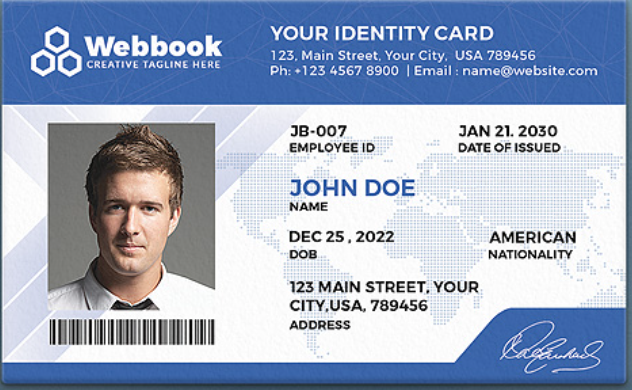 Webbook
CREATIVE TAGLINE HERE
YOUR IDENTITY CARD
123, Main Street, Your City, USA 789456
Ph: +123 4567 8900 | Email : name@website.com
JB-007
EMPLOYEE ID
JAN 21. 2030
DATE OF ISSUED
JOHN DOE
NAME
DEC 25 , 2022
DOB
AMERICAN
NATIONALITY
123 MAIN STREET, YOUR
CITY,USA, 789456
ADDRESS